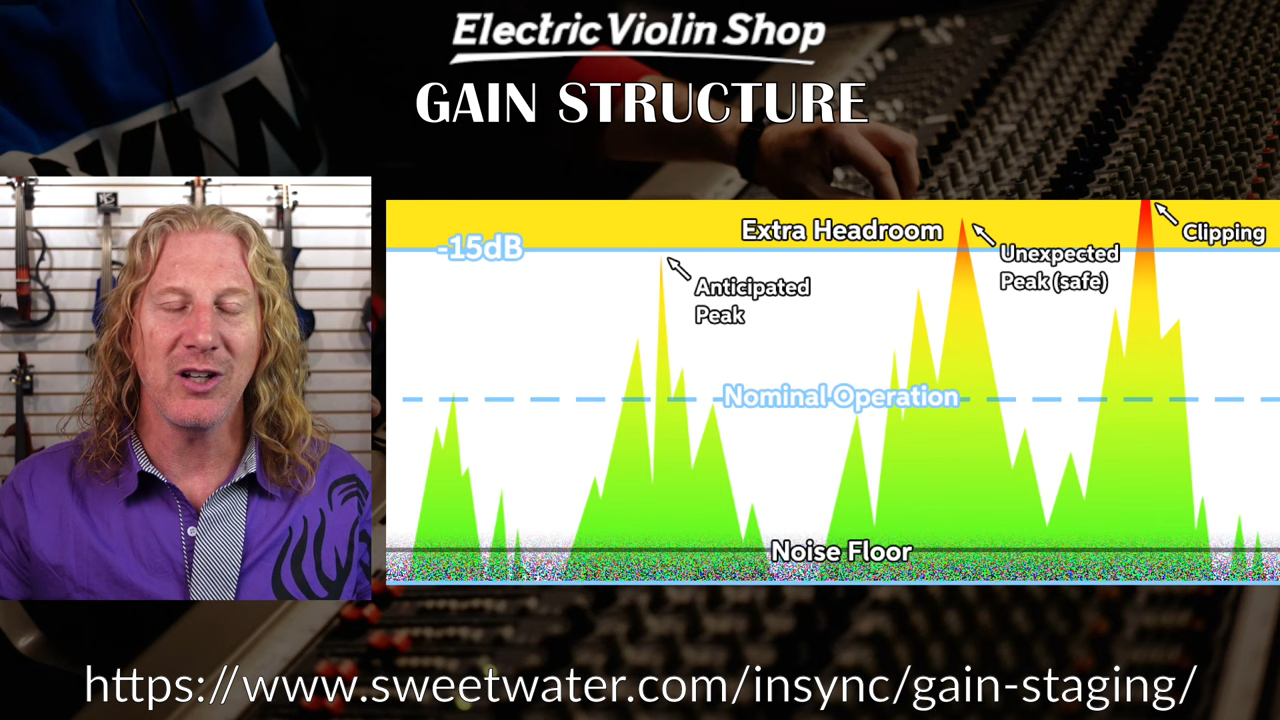 Electric Violin Shop
GAIN STRUCTURE
-15dB
Extra Headroom
Clipping
Unexpected
Peak (safe)
Anticipated
Peak
Nominal Operation
Noise Floor
https://www.sweetwater.com/insync/gain-staging/